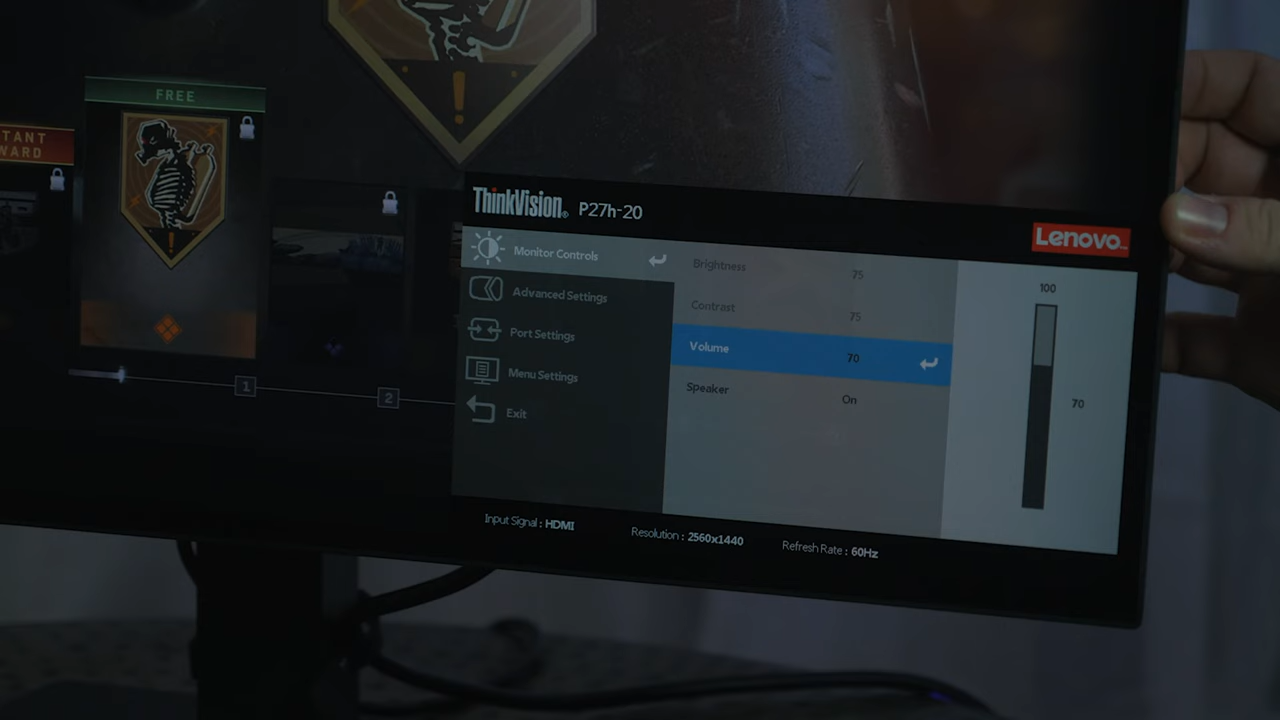 FREE
TANT
WARD
!
!
ThinkVision® P27h-20
Lenovo
Monitor Controls
Brightness 75
100
Advanced Settings
Contrast 75
Port Settings
Volume 70
Menu Settings
Speaker On
70
Exit
1
2
Input Signal : HDMI
Resolution : 2560x1440
Refresh Rate : 60Hz